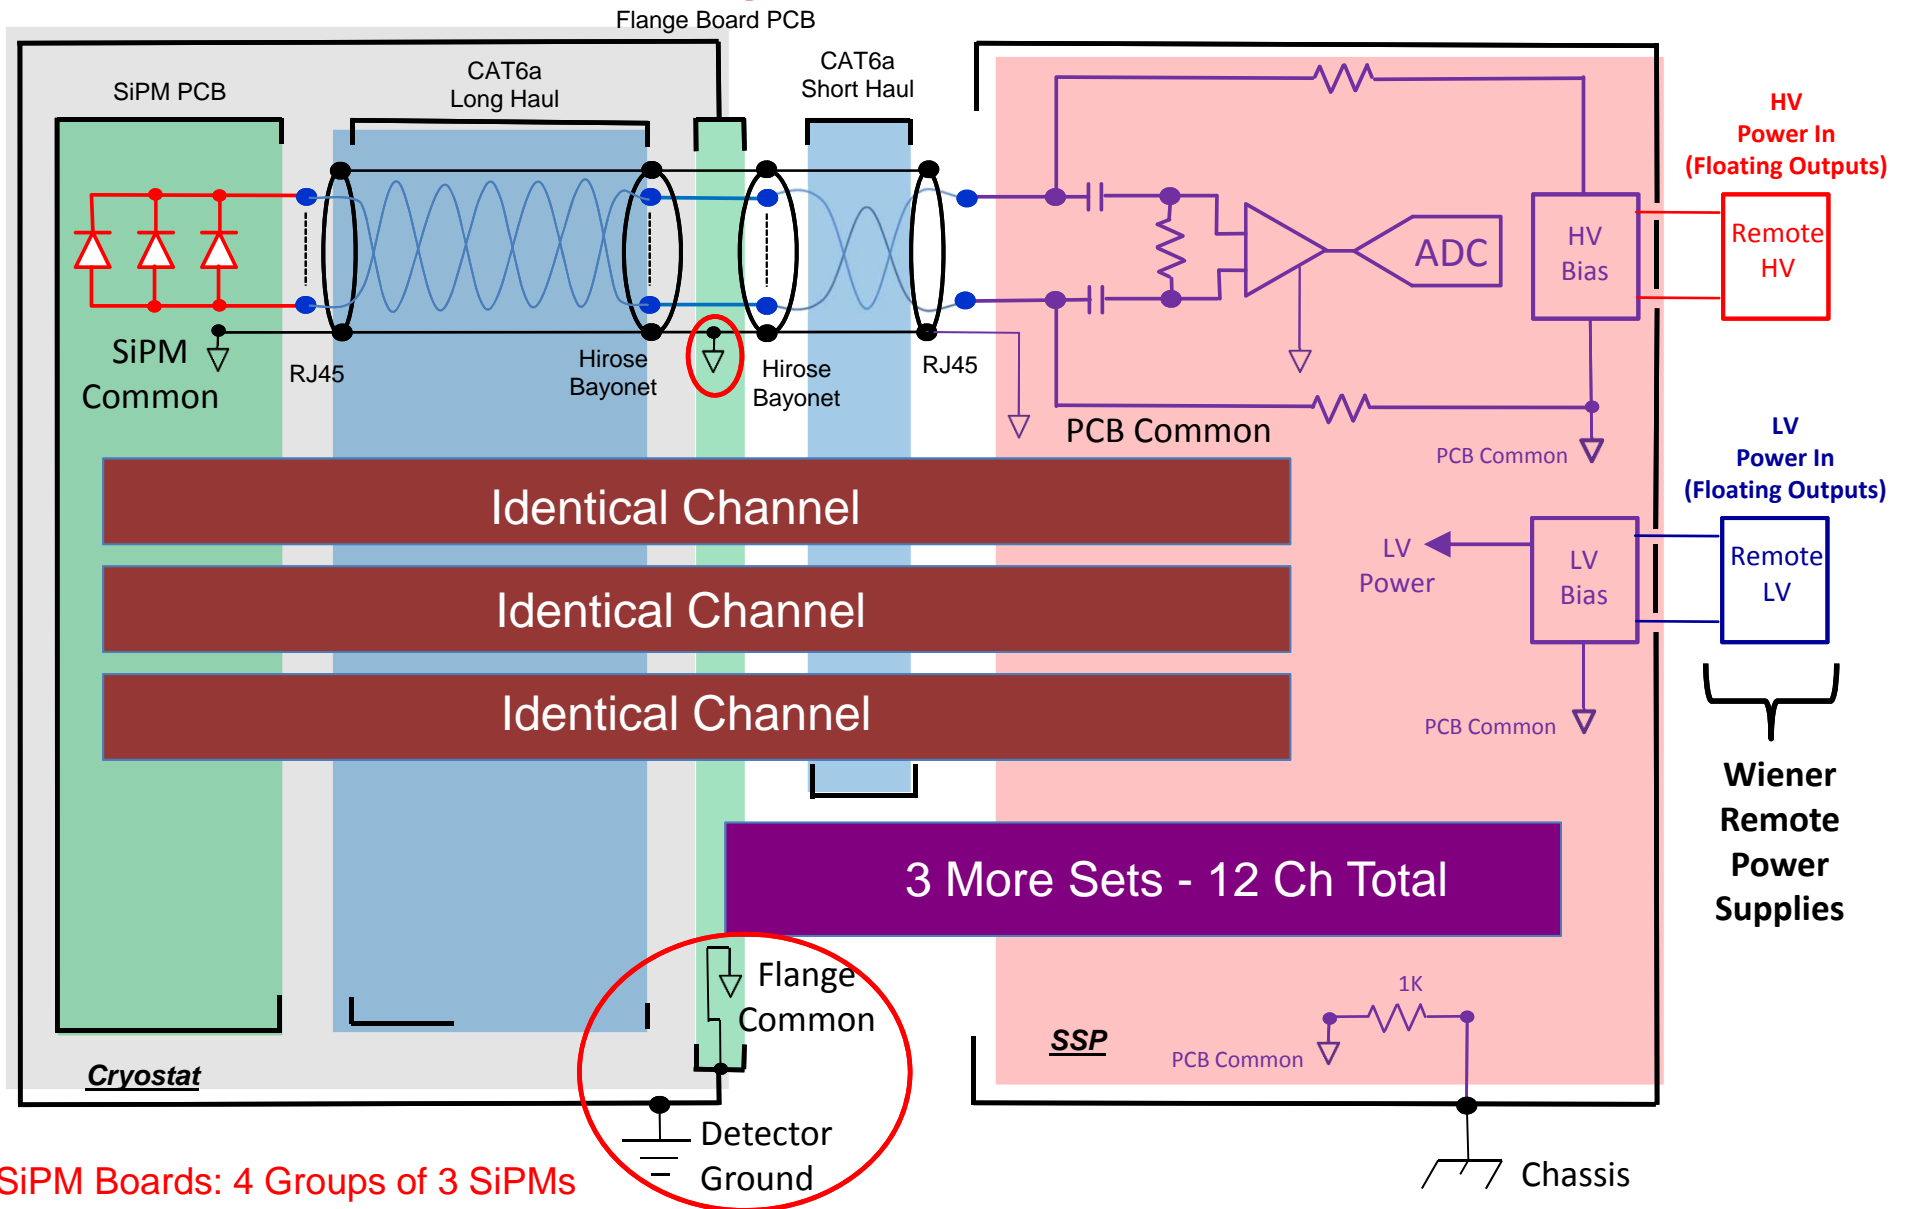 Flange Board PCB
SiPM PCB
CAT6a
Long Haul
CAT6a
Short Haul
HV
Power In
(Floating Outputs)
Remote
HV
HV
Bias
ADC
SiPM
Common
RJ45
Hirose
Bayonet
Hirose
Bayonet
RJ45
PCB Common
PCB Common
LV
Power In
(Floating Outputs)
Identical Channel
Identical Channel
Identical Channel
LV
Power
LV
Bias
Remote
LV
PCB Common
Wiener
Remote
Power
Supplies
3 More Sets - 12 Ch Total
Flange
Common
1K
SSP
PCB Common
Cryostat
Detector
Ground
Chassis
SiPM Boards: 4 Groups of 3 SiPMs